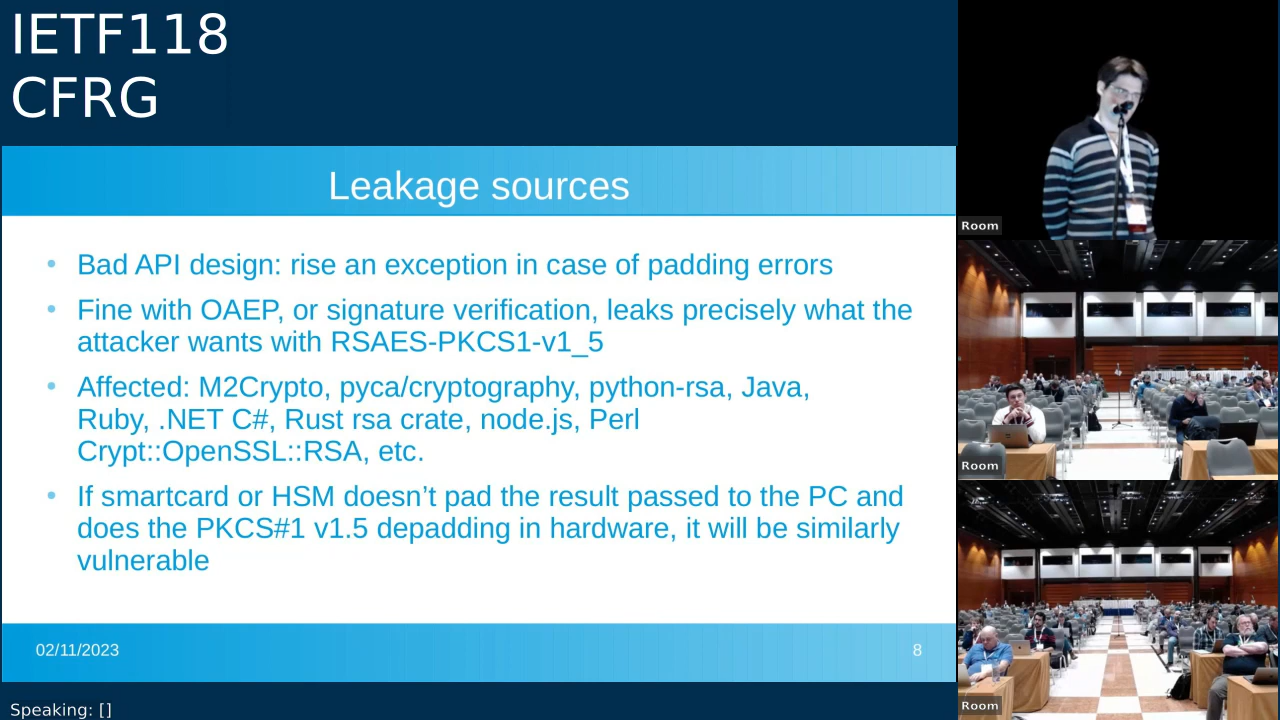 IETF118
CFRG
Leakage sources
• Bad API design: rise an exception in case of padding errors
• Fine with OAEP, or signature verification, leaks precisely what the
attacker wants with RSAES-PKCS1-v1_5
• Affected: M2Crypto, pyca/cryptography, python-rsa, Java,
Ruby, .NET C#, Rust rsa crate, node.js, Perl
Crypt::OpenSSL::RSA, etc.
• If smartcard or HSM doesn’t pad the result passed to the PC and
does the PKCS#1 v1.5 depadding in hardware, it will be similarly
vulnerable
02/11/2023
8
Speaking: []
Room
Room
Room